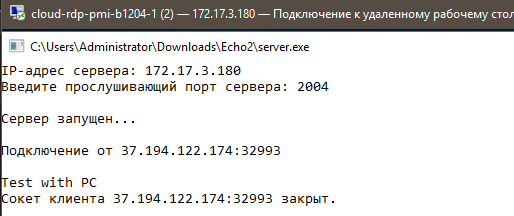 cloud-rdp-pmi-b1204-1 (2) — 172.17.3.180 — Подключение к удаленному рабочему стол
C:\Users\Administrator\Downloads\Echo2\server.exe
IP-адрес сервера: 172.17.3.180
Введите прослушивающий порт сервера: 2004
Сервер запущен...
Подключение от 37.194.122.174:32993
Test with PC
Сокет клиента 37.194.122.174:32993 закрыт.